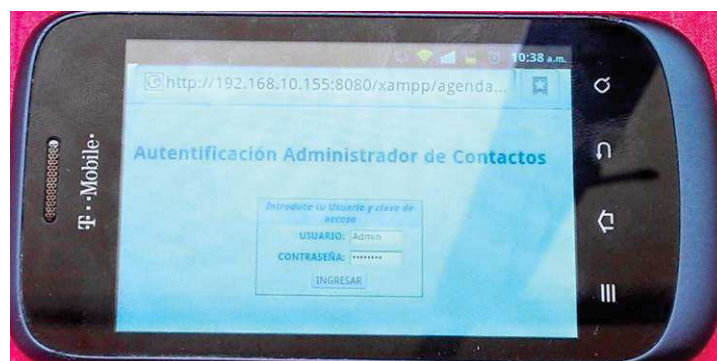 10:38 a.m.
http://192.168.10.155:8080/xampp/agenda...
T··Mobile·
Autentificación Administrador de Contactos
Introduce tu Usuario y clave de
acceso
USUARIO: Admin
CONTRASEÑA: ••••••••
INGRESAR